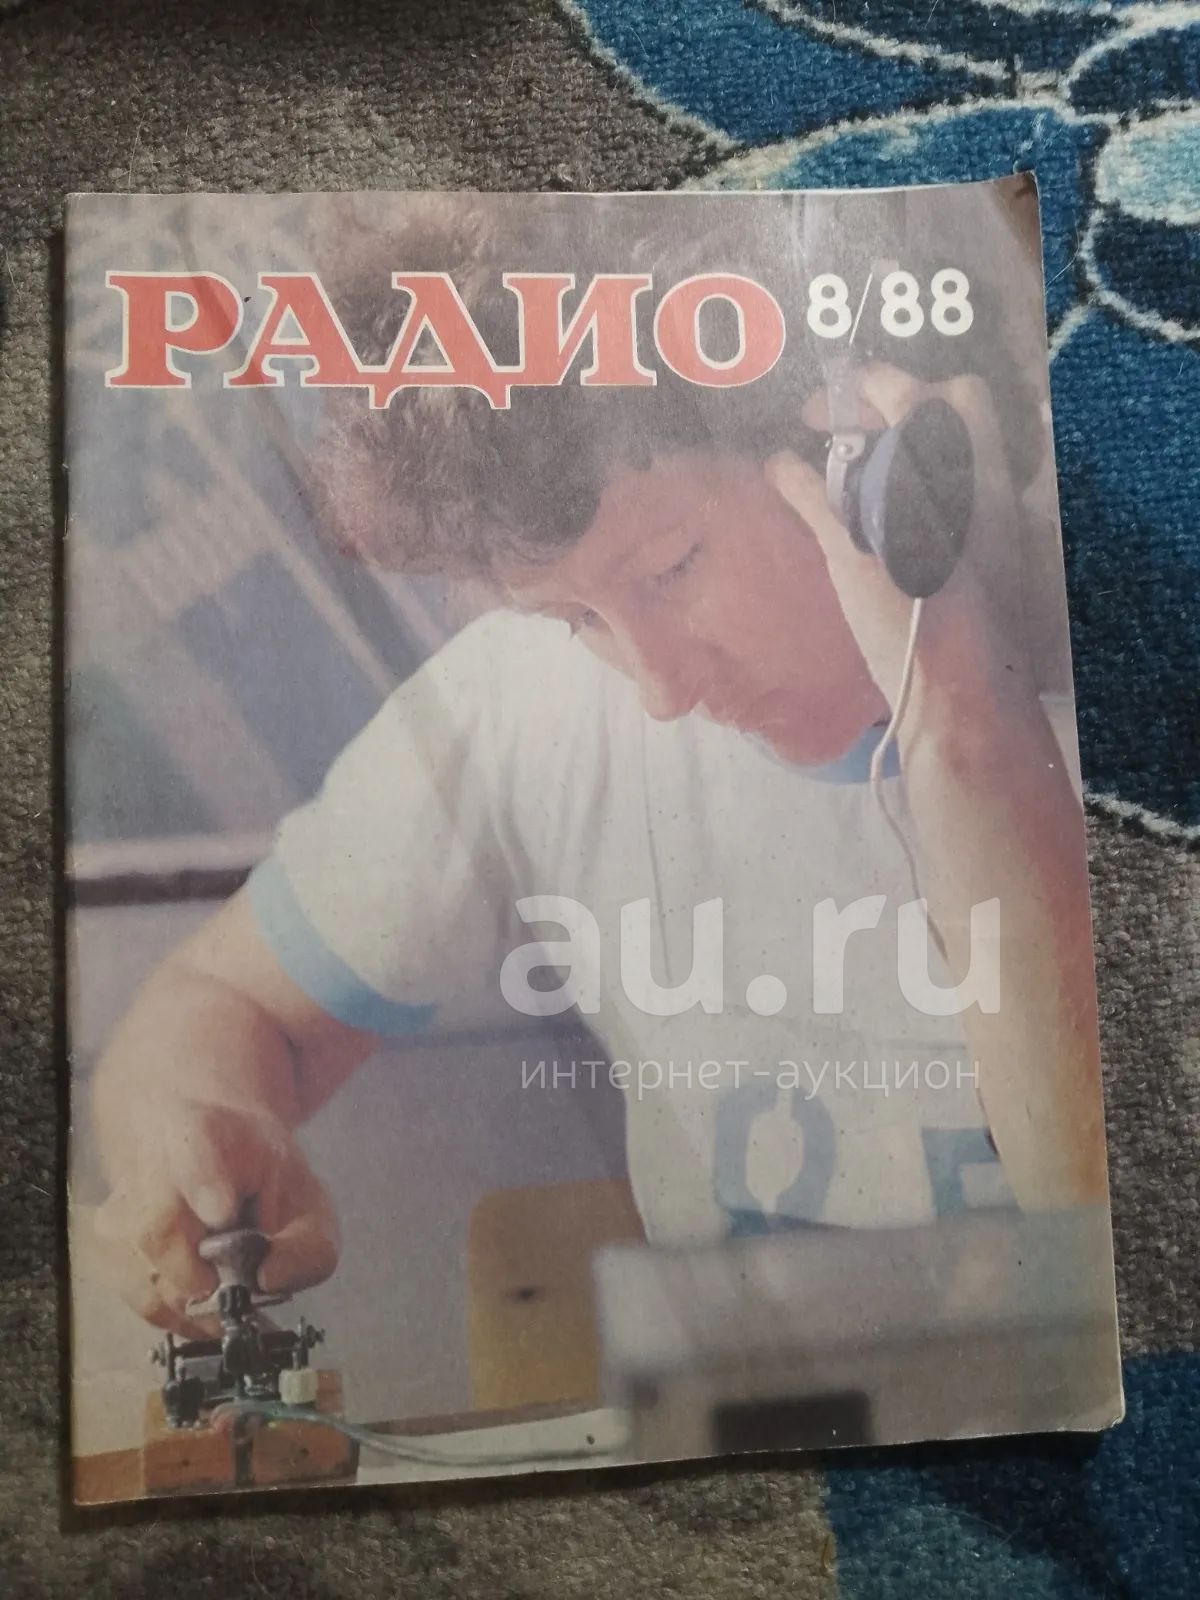 РАДИО 8/88
au.ru
интернет-аукцион